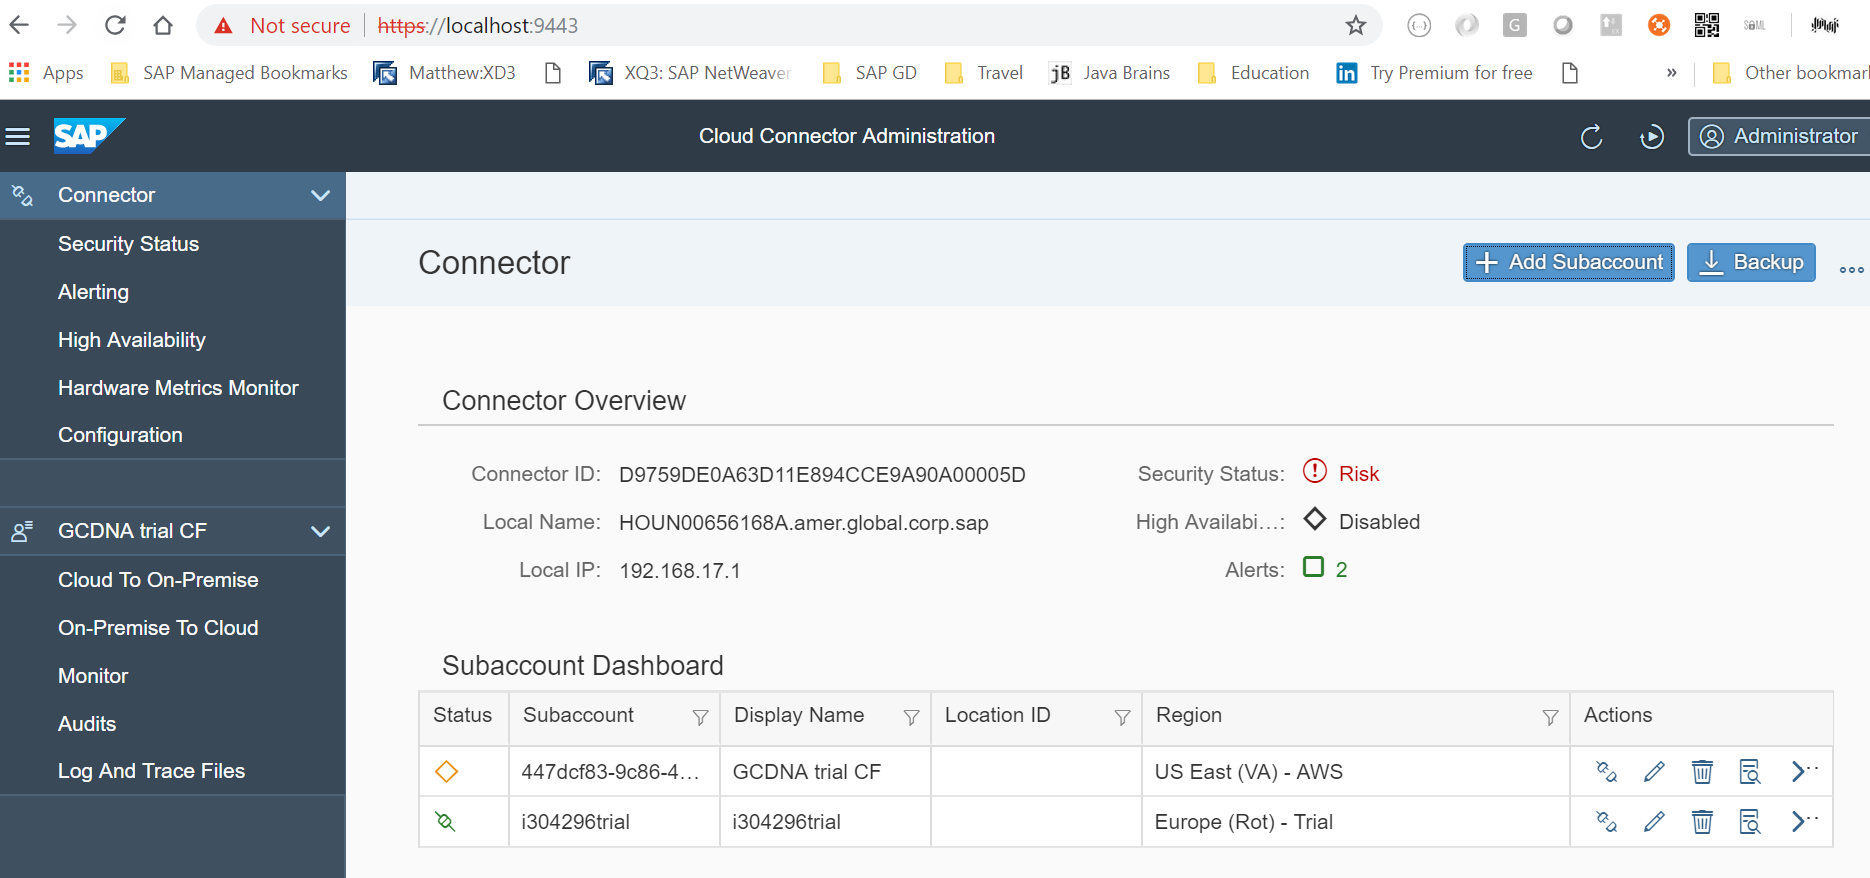 Not secure https://localhost:9443
Apps SAP Managed Bookmarks Matthew:XD3 XQ3: SAP NetWeaver SAP GD Travel jB Java Brains Education in Try Premium for free » Other bookmar
SAP Cloud Connector Administration Administrator
Connector
Security Status
Alerting
High Availability
Hardware Metrics Monitor
Configuration
GCDNA trial CF
Cloud To On-Premise
On-Premise To Cloud
Monitor
Audits
Log And Trace Files
Connector
Add Subaccount Backup
Connector Overview
Connector ID: D9759DE0A63D11E894CCE9A90A00005D
Local Name: HOUN00656168A.amer.global.corp.sap
Local IP: 192.168.17.1
Security Status: Risk
High Availabi...: Disabled
Alerts: 2
Subaccount Dashboard
Status Subaccount Display Name Location ID Region Actions
447dcf83-9c86-4... GCDNA trial CF US East (VA) - AWS
i304296trial i304296trial Europe (Rot) - Trial